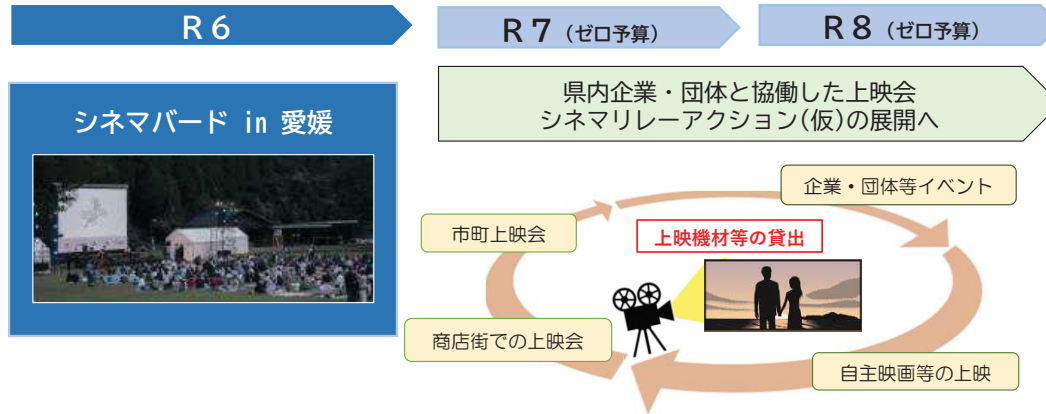 R6
R7(ゼロ予算)
R8(ゼロ予算)
シネマバード in 愛媛
県内企業・団体と協働した上映会
シネマリレーアクション(仮)の展開へ
企業・団体等イベント
市町上映会
上映機材等の貸出
商店街での上映会
自主映画等の上映